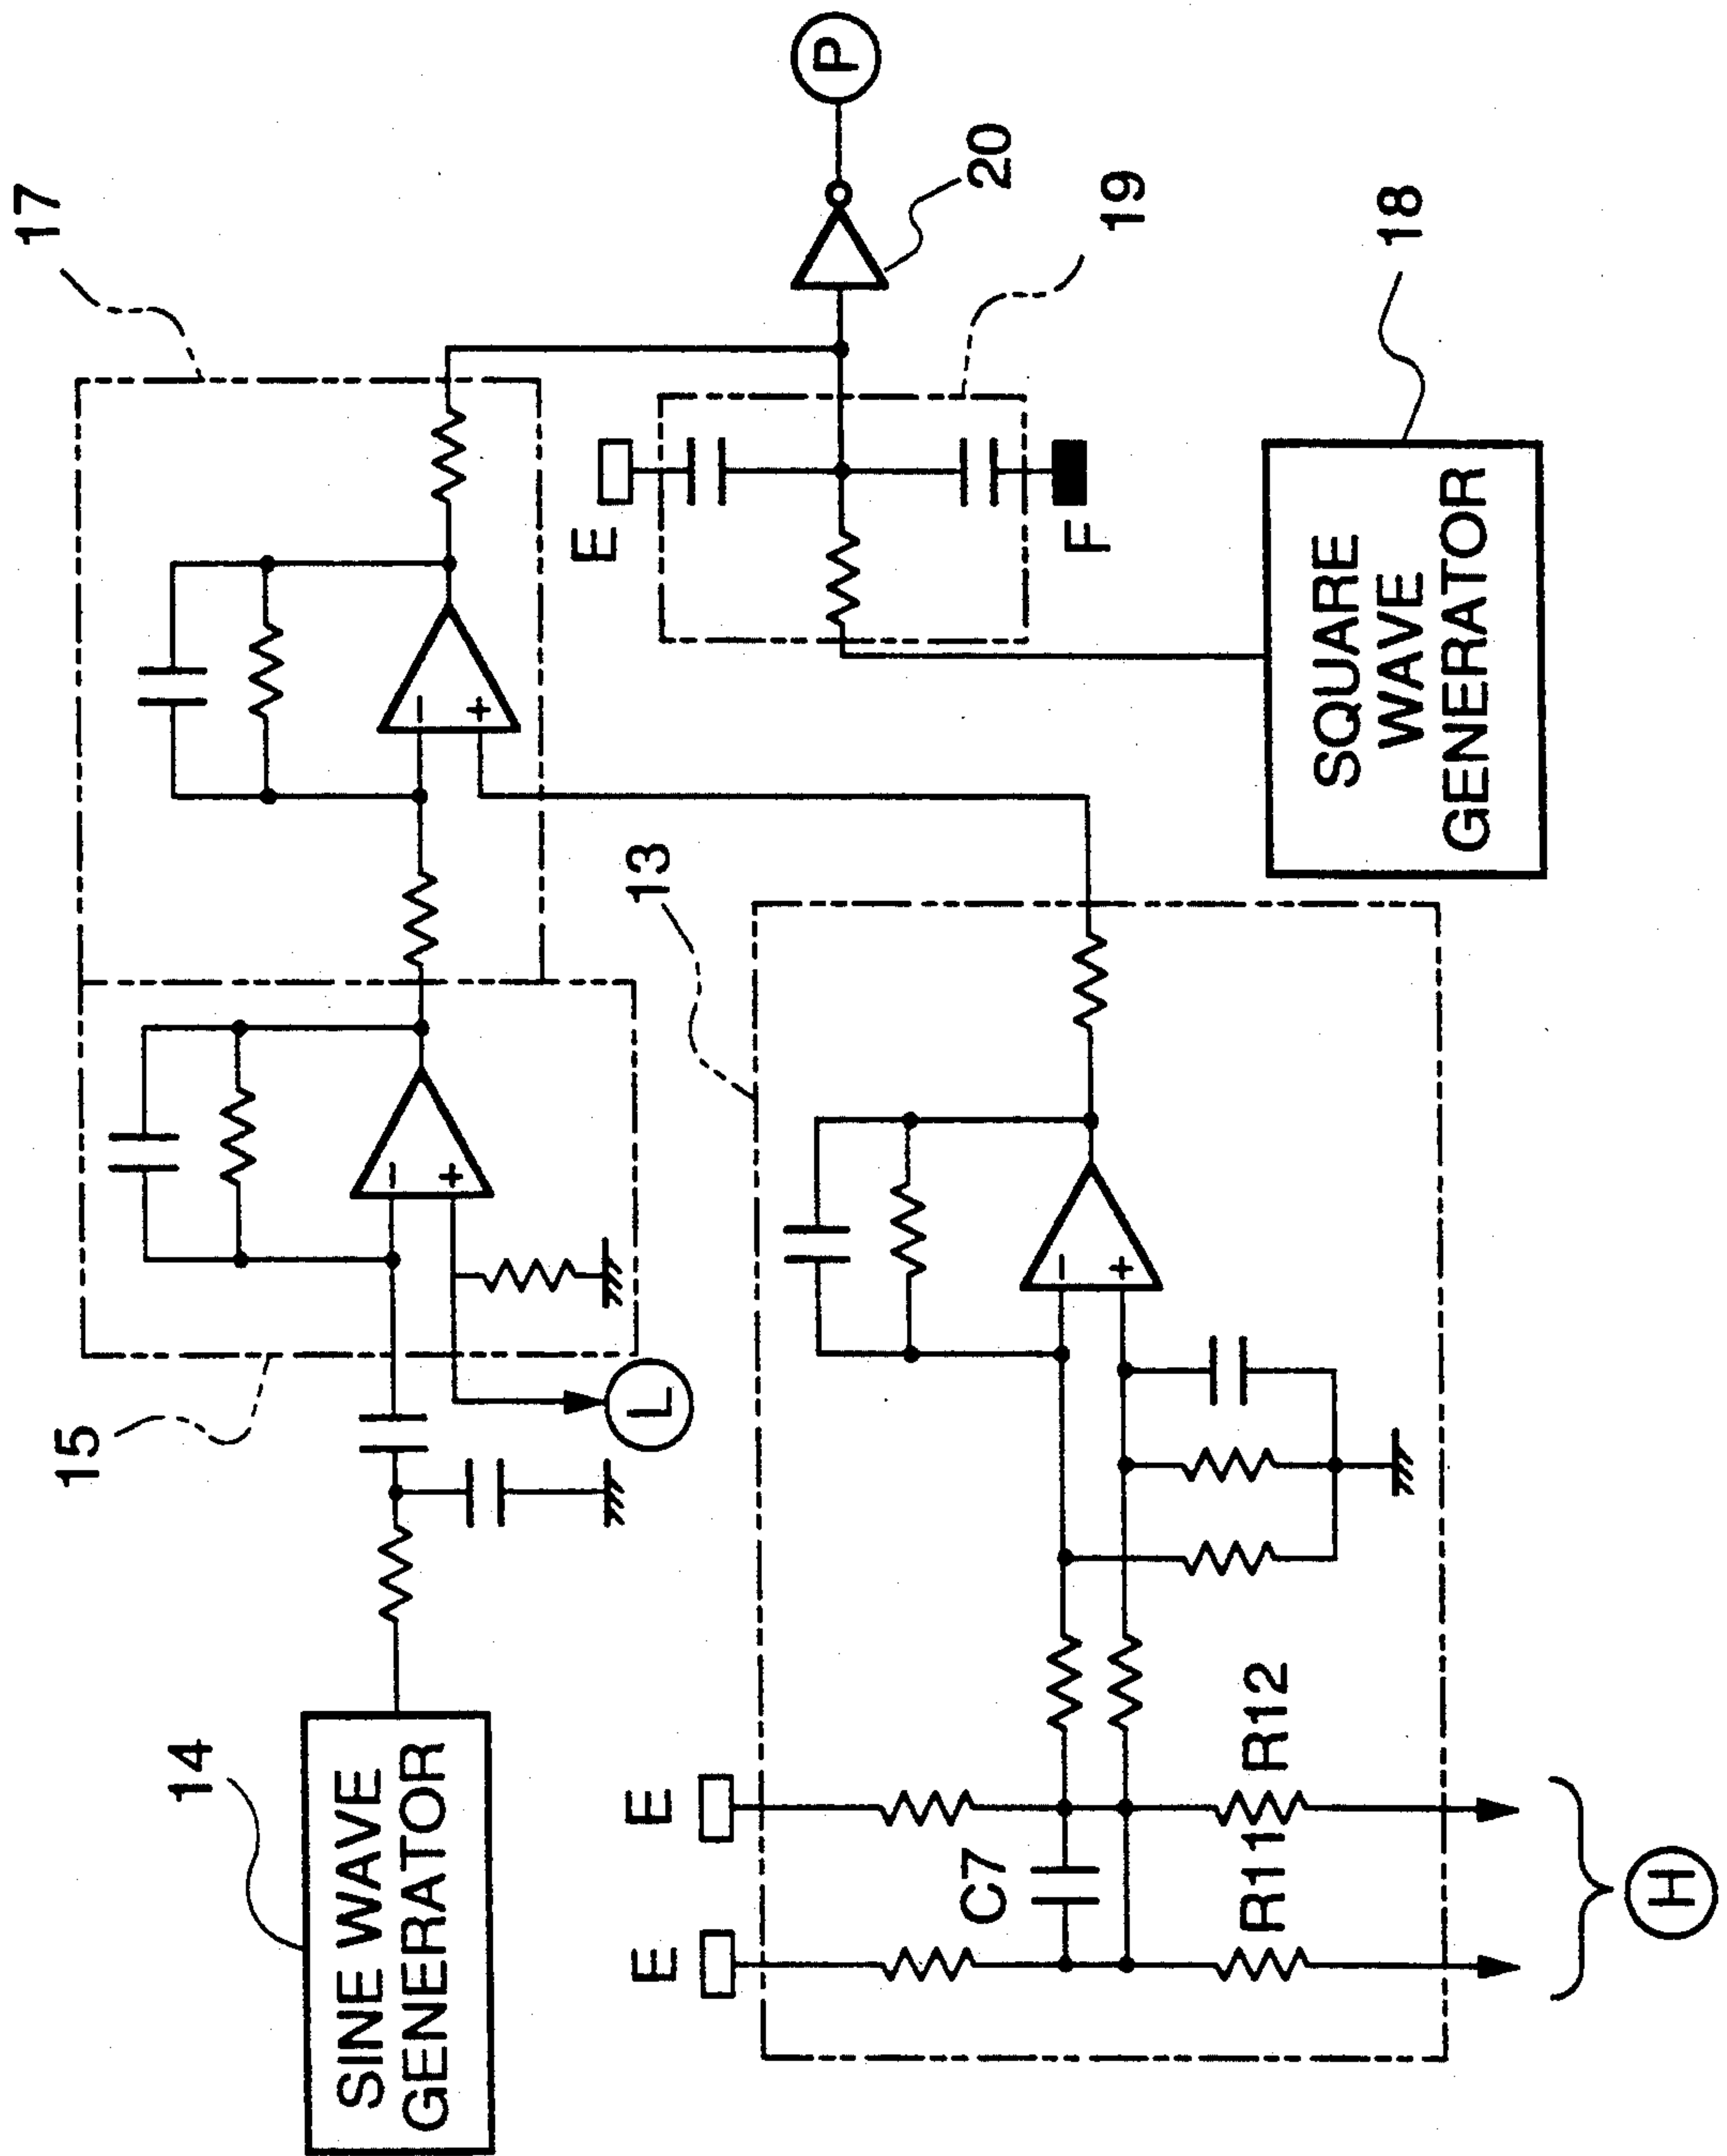 17
P
20
19
18
E
F
SQUARE
WAVE
GENERATOR
-
+
13
-
+
15
L
-
+
14
SINE WAVE
GENERATOR
E
E
C7
R12
R11
H